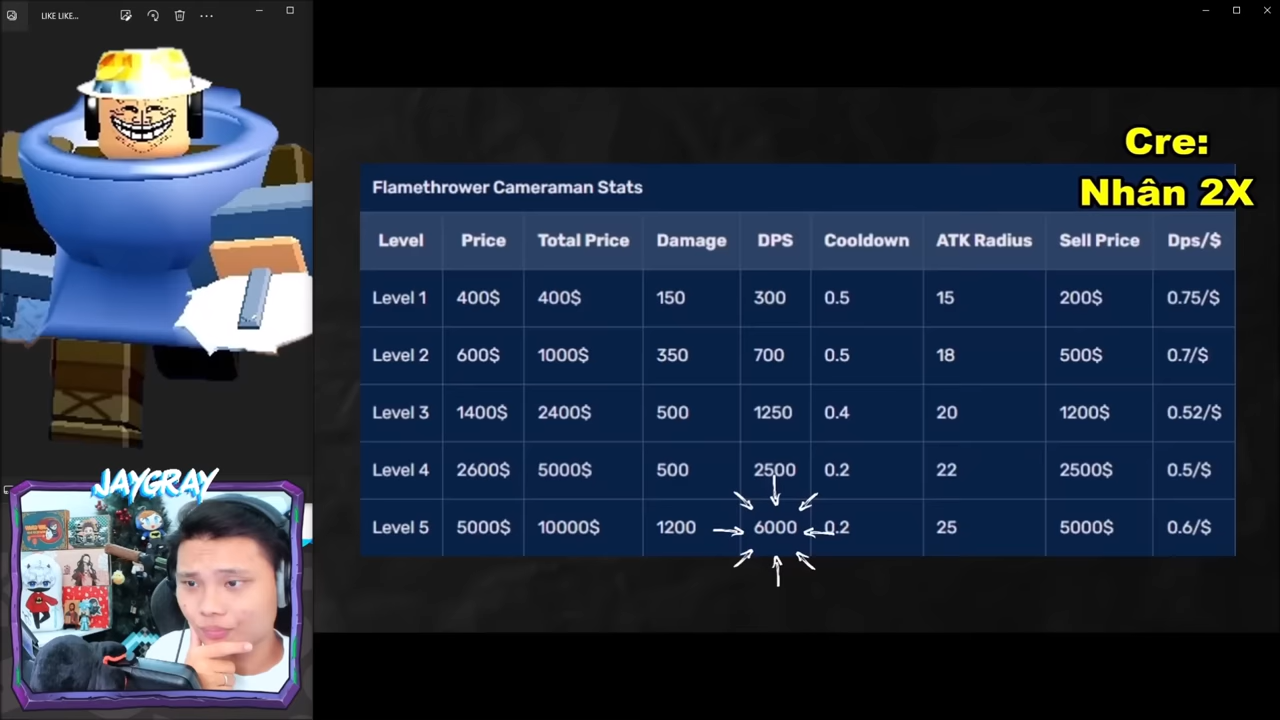 LIKE LIKE...
Cre:
Nhân 2X
Flamethrower Cameraman Stats
Level Price Total Price Damage DPS Cooldown ATK Radius Sell Price Dps/$
Level 1 400$ 400$ 150 300 0.5 15 200$ 0.75/$
Level 2 600$ 1000$ 350 700 0.5 18 500$ 0.7/$
Level 3 1400$ 2400$ 500 1250 0.4 20 1200$ 0.52/$
Level 4 2600$ 5000$ 500 2500 0.2 22 2500$ 0.5/$
Level 5 5000$ 10000$ 1200 6000 0.2 25 5000$ 0.6/$
JAYGRAY